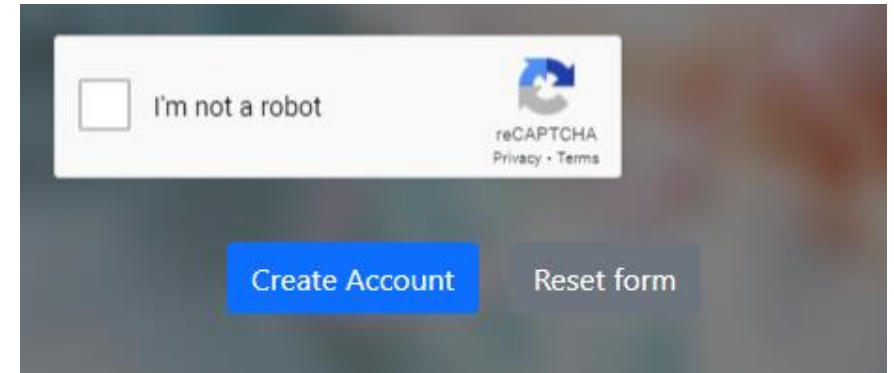 I'm not a robot
reCAPTCHA
Privacy • Terms
Create Account Reset form